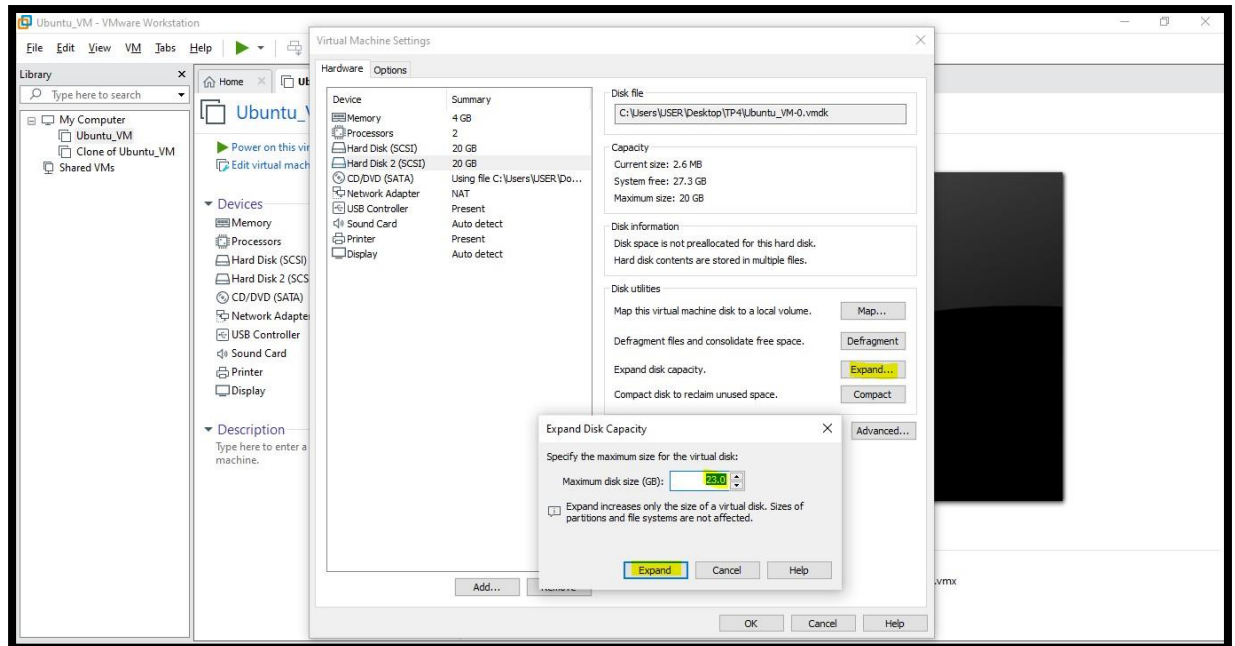 Ubuntu_VM - VMware Workstation
File Edit View VM Tabs Help
Library
Type here to search
My Computer
Ubuntu_VM
Clone of Ubuntu_VM
Shared VMs
Home
Ubuntu_V
Power on this vir
Edit virtual mach
Devices
Memory
Processors
Hard Disk (SCSI)
Hard Disk 2 (SCS
CD/DVD (SATA)
Network Adapte
USB Controller
Sound Card
Printer
Display
Description
Type here to enter a
machine.
Virtual Machine Settings
Hardware Options
Device Summary
Memory 4 GB
Processors 2
Hard Disk (SCSI) 20 GB
Hard Disk 2 (SCSI) 20 GB
CD/DVD (SATA) Using file C:\Users\USER\Do...
Network Adapter NAT
USB Controller Present
Sound Card Auto detect
Printer Present
Display Auto detect
Add...
Disk file
C:\Users\USER\Desktop\TP4\Ubuntu_VM-0.vmdk
Capacity
Current size: 2.6 MB
System free: 27.3 GB
Maximum size: 20 GB
Disk information
Disk space is not preallocated for this hard disk.
Hard disk contents are stored in multiple files.
Disk utilities
Map this virtual machine disk to a local volume. Map...
Defragment files and consolidate free space. Defragment
Expand disk capacity. Expand...
Compact disk to reclaim unused space. Compact
Advanced...
Expand Disk Capacity
Specify the maximum size for the virtual disk:
Maximum disk size (GB): 23.0
Expand increases only the size of a virtual disk. Sizes of
partitions and file systems are not affected.
Expand Cancel Help
OK Cancel Help
.vmx